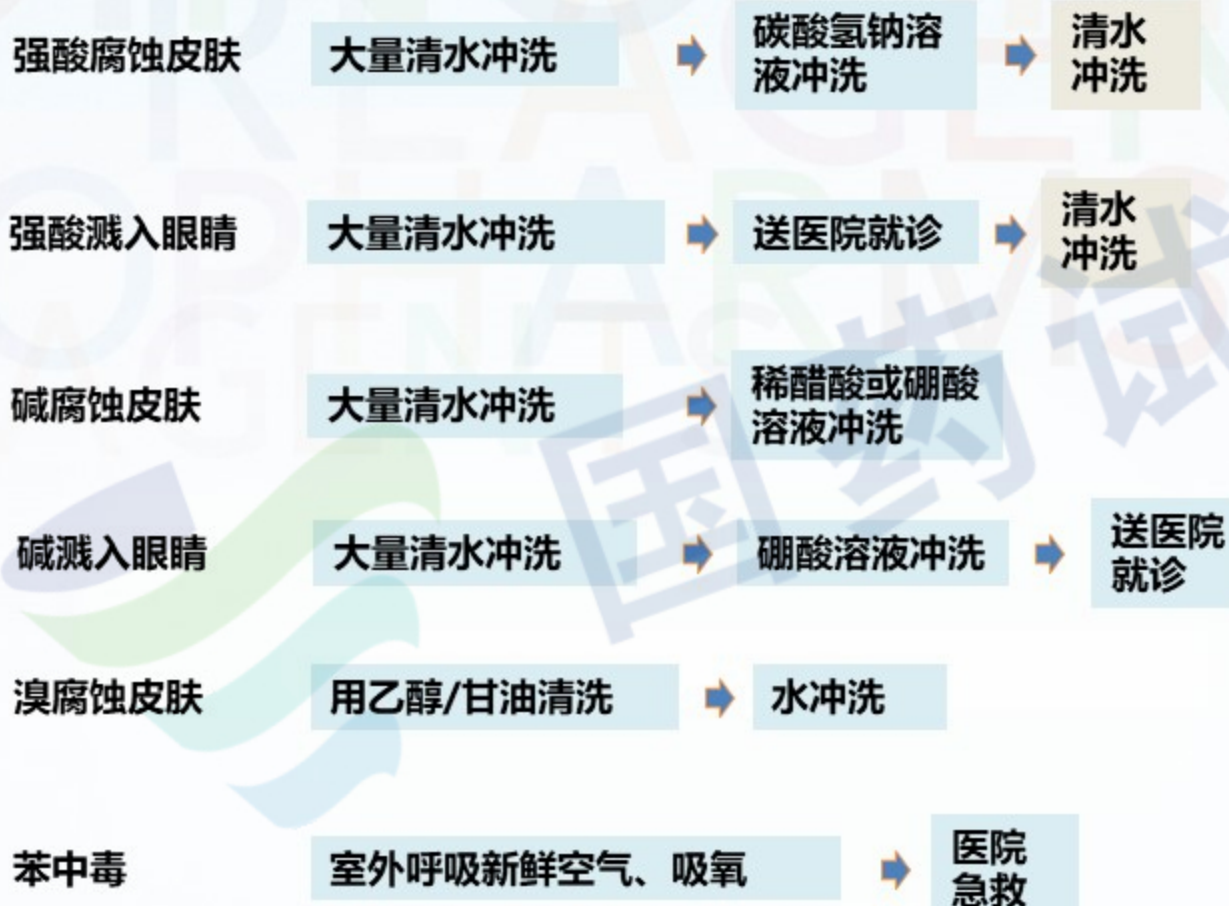 强酸腐蚀皮肤 大量清水冲洗 碳酸氢钠溶
液冲洗 清水
冲洗
强酸溅入眼睛 大量清水冲洗 送医院就诊 清水
冲洗
碱腐蚀皮肤 大量清水冲洗 稀醋酸或硼酸
溶液冲洗
碱溅入眼睛 大量清水冲洗 硼酸溶液冲洗 送医院
就诊
溴腐蚀皮肤 用乙醇/甘油清洗 水冲洗
苯中毒 室外呼吸新鲜空气、吸氧 医院
急救
国药试